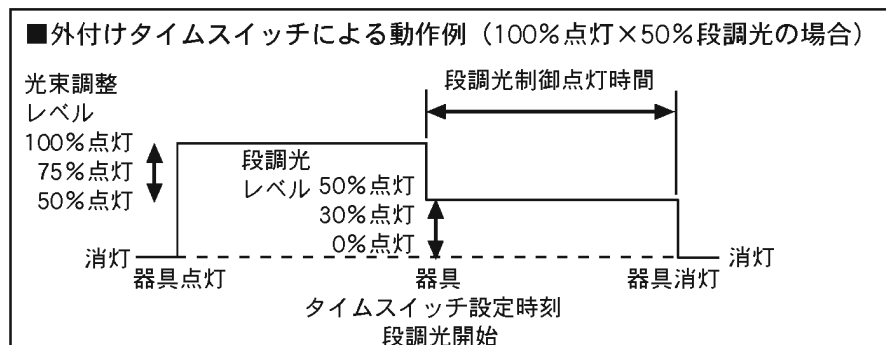 ■外付けタイムスイッチによる動作例（100％点灯×50％段調光の場合）
光束調整
レベル
100％点灯
75％点灯
50％点灯
段調光制御点灯時間
段調光
レベル
50％点灯
30％点灯
0％点灯
消灯
消灯
器具点灯
器具
器具消灯
タイムスイッチ設定時刻
段調光開始